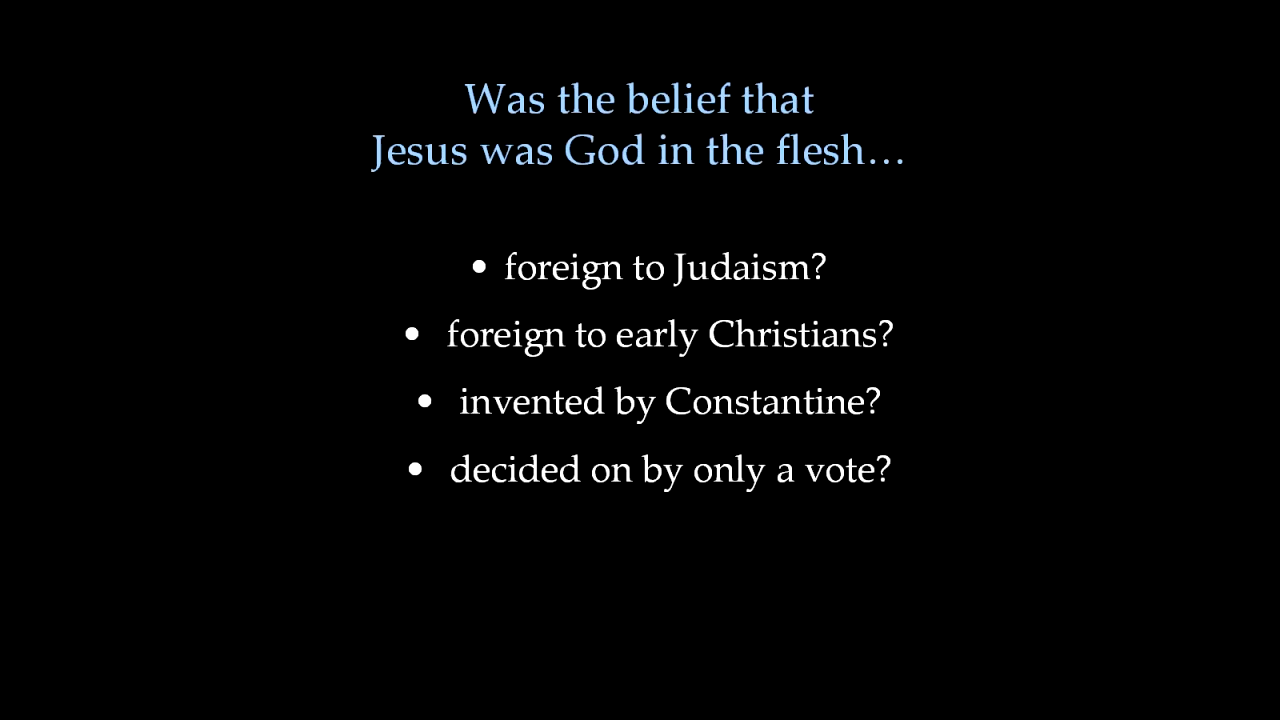 Was the belief that
Jesus was God in the flesh…
• foreign to Judaism?
• foreign to early Christians?
• invented by Constantine?
• decided on by only a vote?